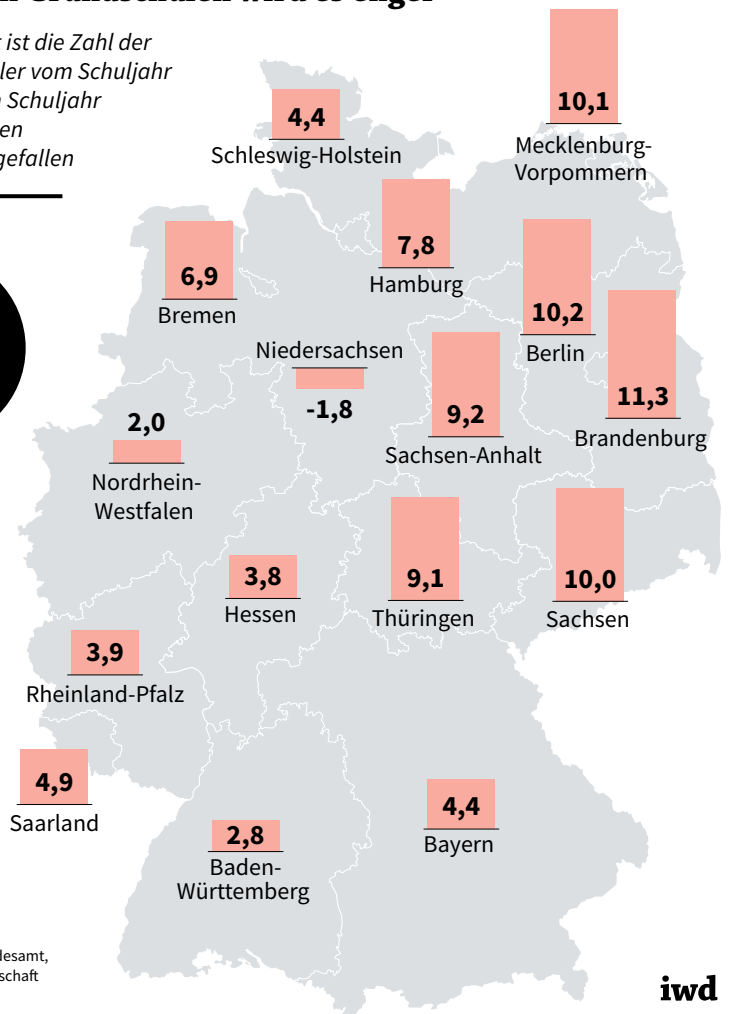 Grundschulen wird es enger
ist die Zahl der
vom Schuljahr
Schuljahr
gefallen
4,4
Schleswig-Holstein
10,1
Mecklenburg-
Vorpommern
7,8
Hamburg
6,9
Bremen
10,2
Berlin
Niedersachsen
-1,8
9,2
Sachsen-Anhalt
11,3
Brandenburg
2,0
Nordrhein-
Westfalen
3,8
Hessen
9,1
Thüringen
10,0
Sachsen
3,9
Rheinland-Pfalz
4,9
Saarland
2,8
Baden-
Württemberg
4,4
Bayern
desamt,
schaft
iwd